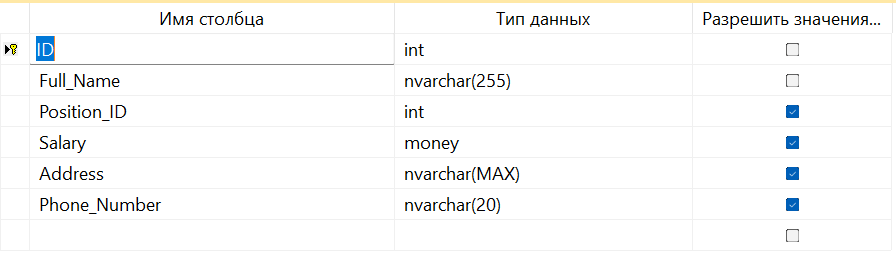 Имя столбца Тип данных Разрешить значения...
ID int
Full_Name nvarchar(255)
Position_ID int
Salary money
Address nvarchar(MAX)
Phone_Number nvarchar(20)